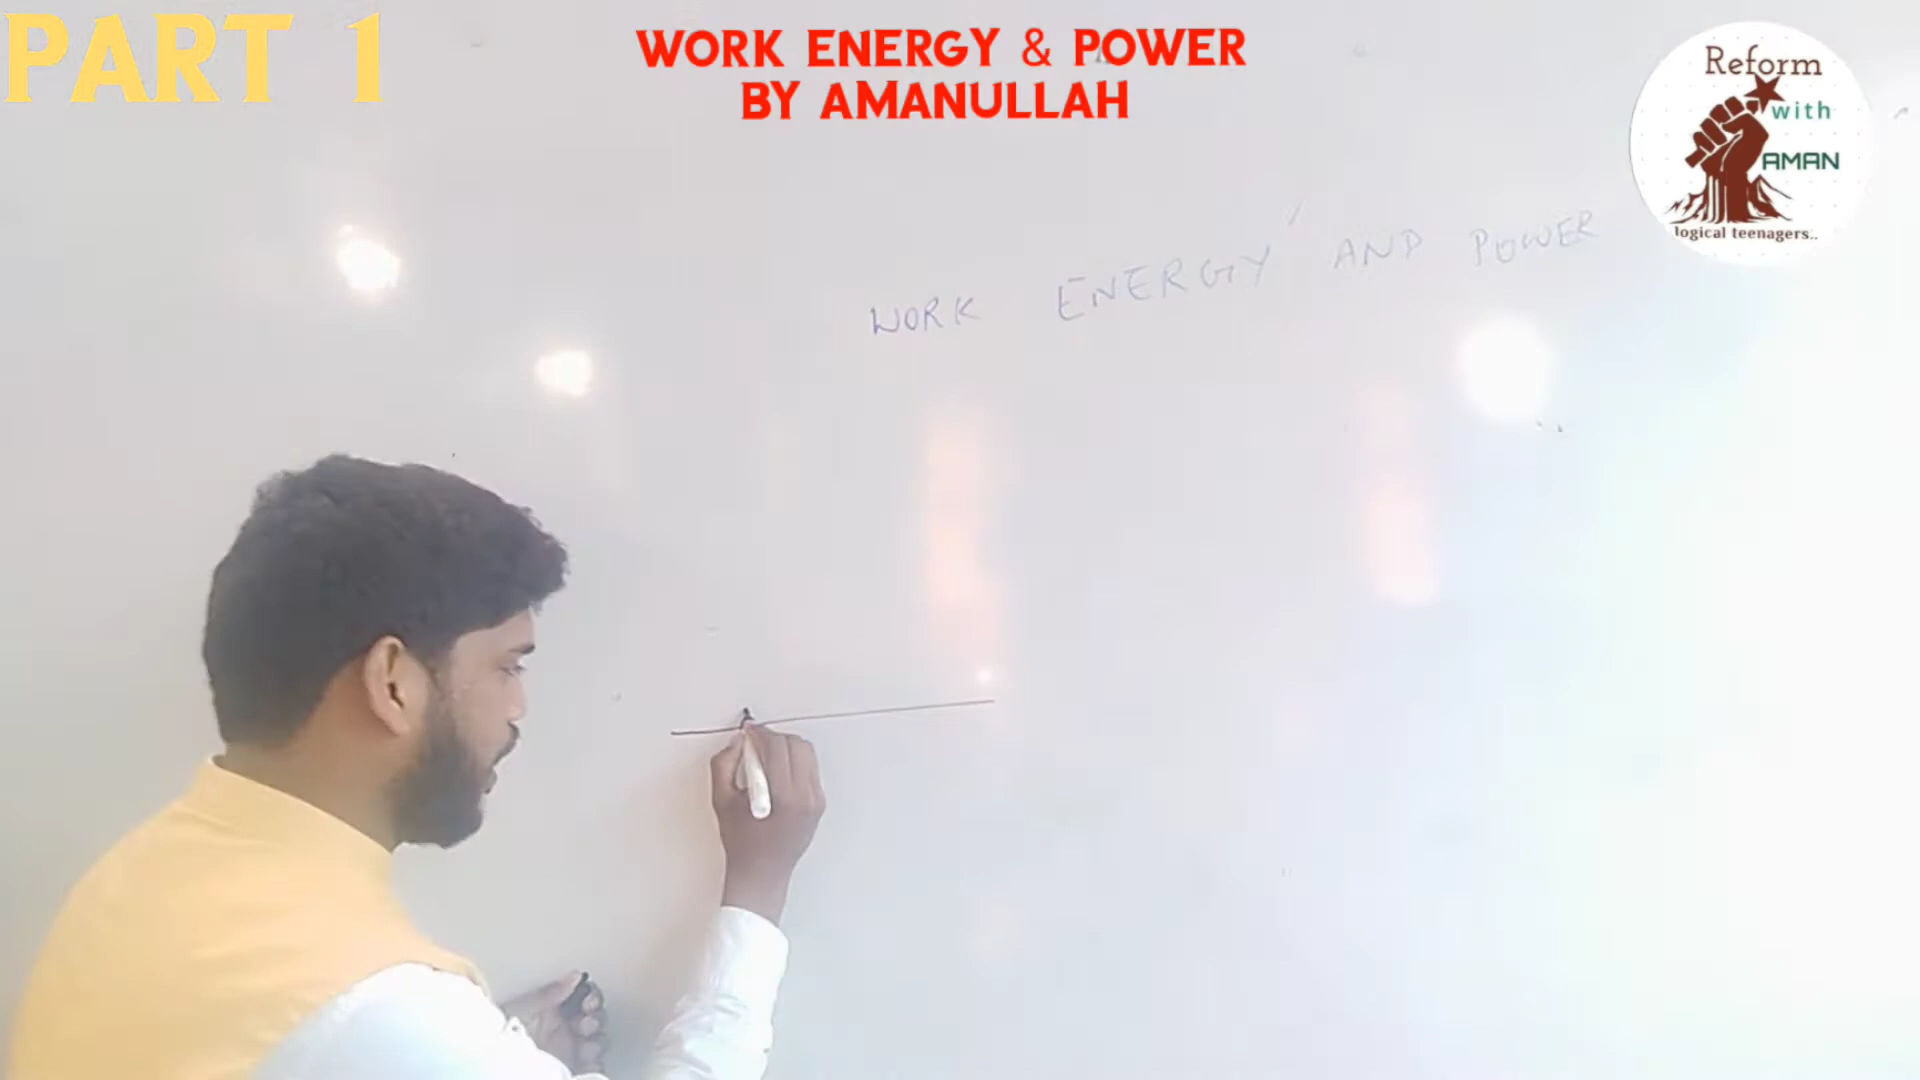 PART 1
WORK ENERGY & POWER
BY AMANULLAH
Reform
with
AMAN
logical teenagers..
WORK ENERGY AND POWER